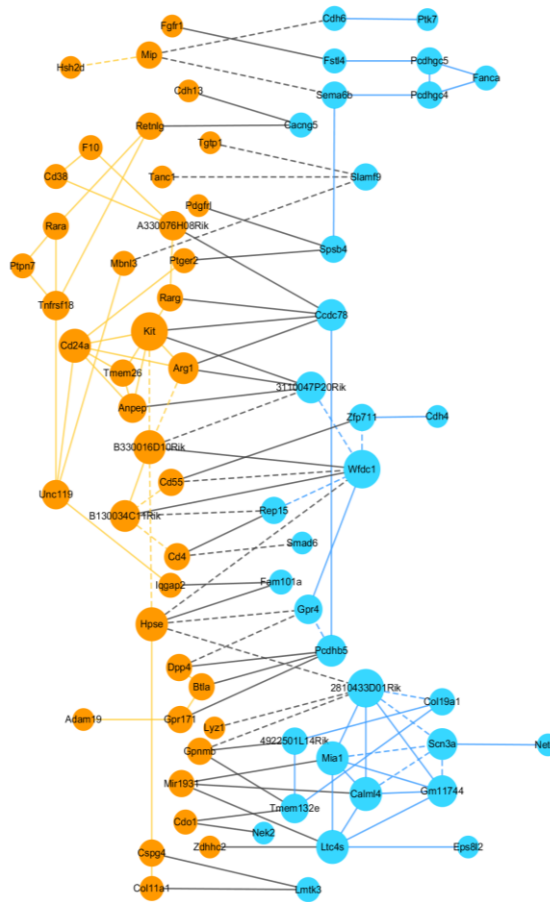 Fgfr1
Cdh6
Ptk7
Mip
Hsh2d
Fstl4
Pcdhgc5
Fanca
Cdh13
Sema6b
Pcdhgc4
Retnlg
Cacng5
F10
Tgtp1
Cd38
Tanc1
Slamf9
Pdgfrl
Rara
A330076H08Rik
Spsb4
Ptpn7
Mbnl3
Ptger2
Tnfrsf18
Rarg
Ccdc78
Kit
Cd24a
Tmem26
Arg1
3110047P20Rik
Anpep
Zfp711
Cdh4
B330016D10Rik
Wfdc1
Cd55
Unc119
B130034C11Rik
Rep15
Cd4
Smad6
Iqgap2
Fam101a
Hpse
Gpr4
Pcdhb5
Dpp4
Btla
2810433D01Rik
Col19a1
Adam19
Gpr171
Lyz1
4922501L14Rik
Scn3a
Net
Gpnmb
Mia1
Mir1931
Calml4
Gm11744
Tmem132e
Cdo1
Nek2
Zdhhc2
Ltc4s
Eps8l2
Cspg4
Col11a1
Lmtk3